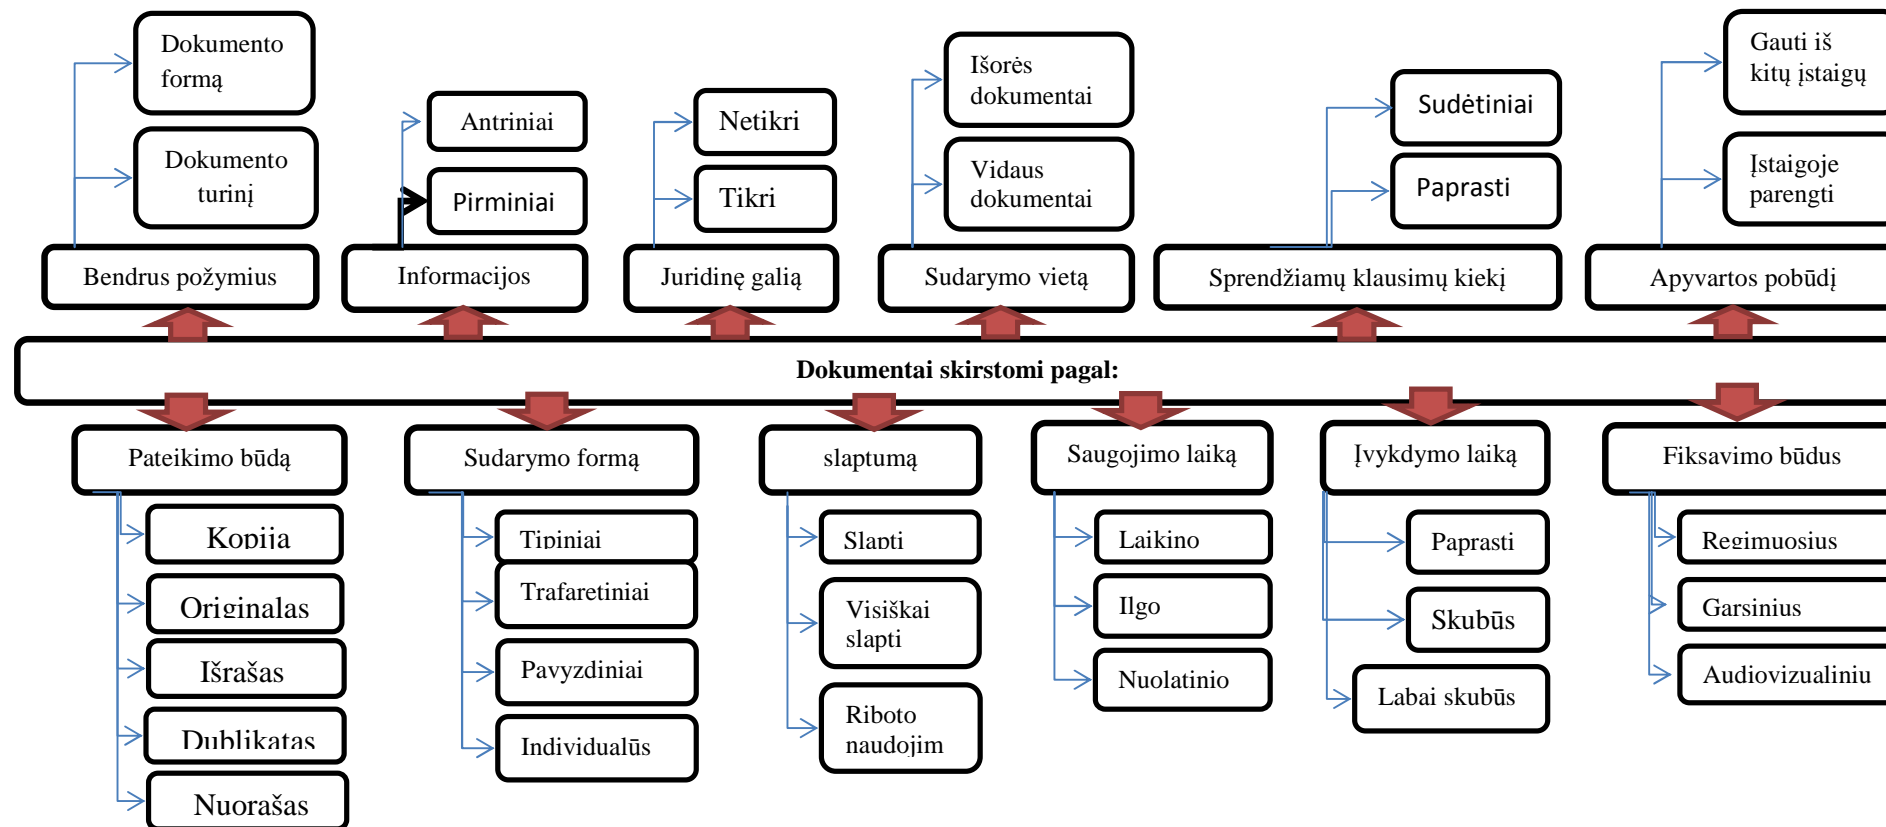 Dokumento
formą
Dokumento
turinį
Bendrus požymius
Antriniai
Pirminiai
Informacijos
Netikri
Tikri
Juridinę galią
Išorės
dokumentai
Vidaus
dokumentai
Sudarymo vietą
Sudėtiniai
Paprasti
Sprendžiamų klausimų kiekį
Gauti iš
kitų įstaigų
Įstaigoje
parengti
Apyvartos pobūdį
Dokumentai skirstomi pagal:
Pateikimo būdą
Kopija
Originalas
Išrašas
Dublikatas
Nuorašas
Sudarymo formą
Tipiniai
Trafaretiniai
Pavyzdiniai
Individualūs
slaptumą
Slapti
Visiškai
slapti
Riboto
naudojim
Saugojimo laiką
Laikino
Ilgo
Nuolatinio
Įvykdymo laiką
Paprasti
Skubūs
Labai skubūs
Fiksavimo būdus
Regimuosius
Garsinius
Audiovizualiniu